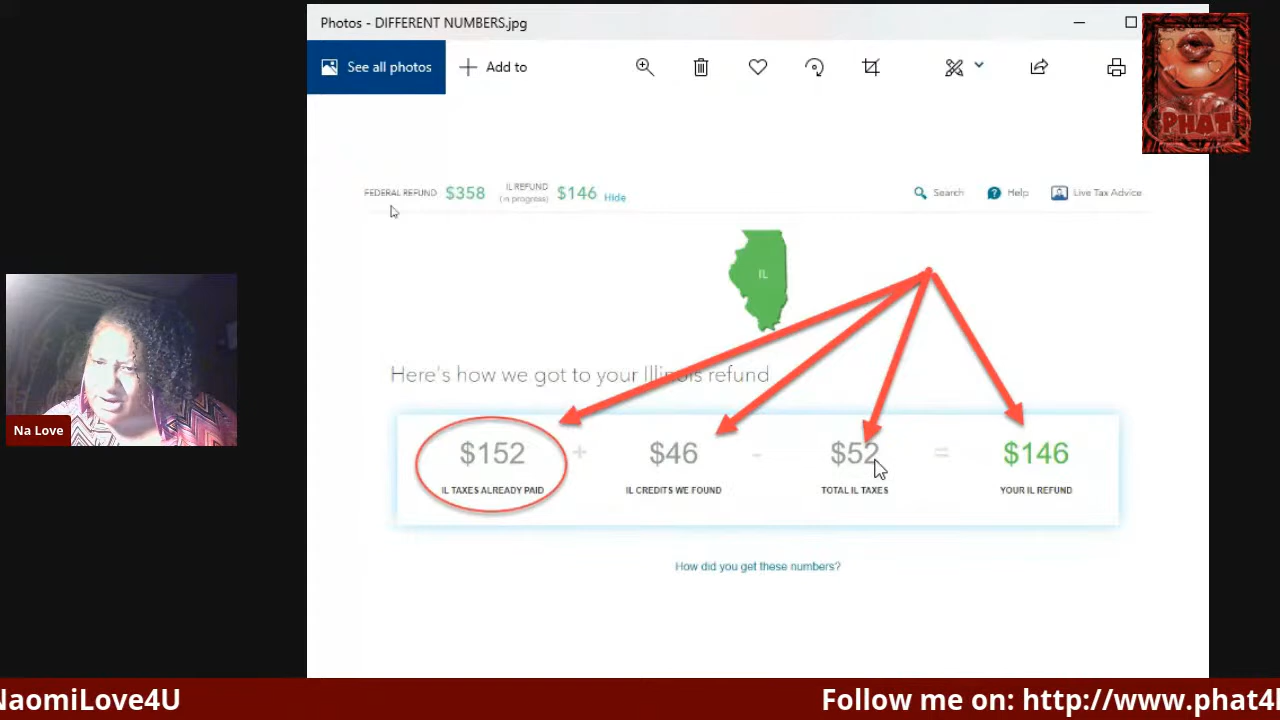 Photos - DIFFERENT NUMBERS.jpg
See all photos
Add to
PHAT
FEDERAL REFUND $358 IL REFUND (in progress) $146 Hide
Search Help Live Tax Advice
IL
Here's how we got to your Illinois refund
$152 + $46 - $52 = $146
IL TAXES ALREADY PAID IL CREDITS WE FOUND TOTAL IL TAXES YOUR IL REFUND
How did you get these numbers?
Na Love
NaomiLove4U Follow me on: http://www.phat4